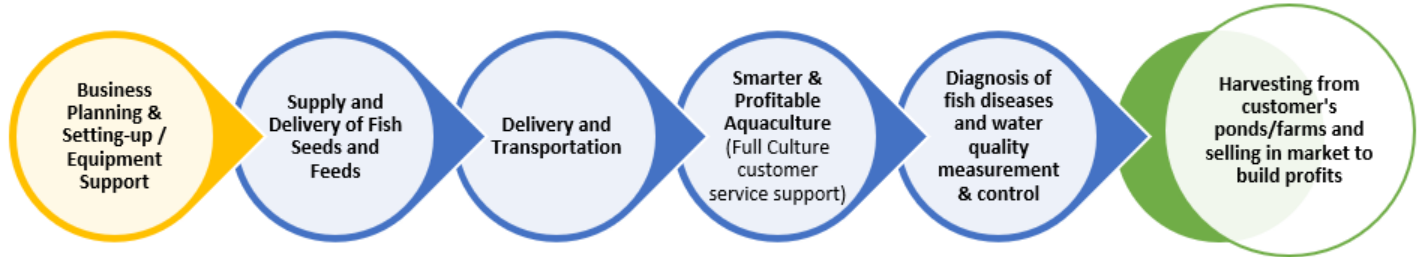 Business
Planning &
Setting-up /
Equipment
Support
Supply and
Delivery of Fish
Seeds and
Feeds
Delivery and
Transportation
Smarter &
Profitable
Aquaculture
(Full Culture
customer
service support)
Diagnosis of
fish diseases
and water
quality
measurement
& control
Harvesting from
customer's
ponds/farms and
selling in market to
build profits